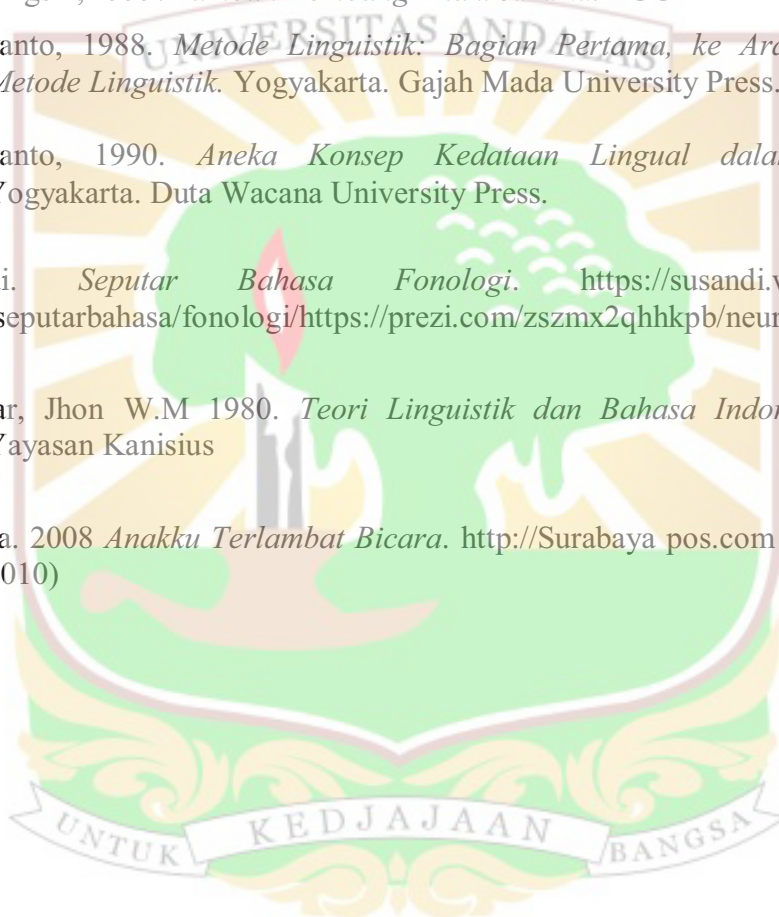 UNIVERSITAS ANDALAS
anto, 1988. Metode Linguistik: Bagian Pertama, ke Ara
Metode Linguistik. Yogyakarta. Gajah Mada University Press.
anto, 1990. Aneka Konsep Kedataan Lingual dala
Yogyakarta. Duta Wacana University Press.
di. Seputar Bahasa Fonologi. https://susandi.v
seputarbahasa/fonologi/https://prezi.com/zszmx2qhhkpb/neur
ar, Jhon W.M 1980. Teori Linguistik dan Bahasa Indon
Yayasan Kanisius
a. 2008 Anakku Terlambat Bicara. http://Surabaya pos.com
010)
UNTUK KEDJAJAAN BANGSA